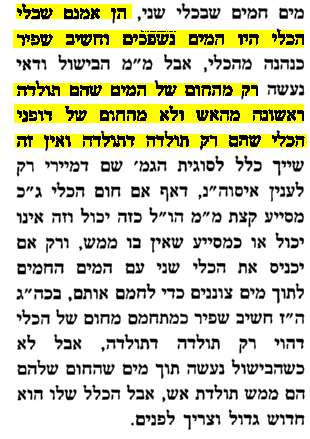 מים חמים שבכלי שני, הן אמנם שבלי
הכלי היו המים נשפכים וחשיב שפיר
כנהנה מהכלי, אבל מ"מ הבישול ודאי
נעשה רק מהחום של המים שהם תולדה
ראשונה מהאש ולא מהחום של דופני
הכלי שהם רק תולדה דתולדה ואין זה
שייך כלל לסוגית הגמ' שם דמיירי רק
לענין איסוה"נ, דאף אם חום הכלי ג"כ
מסייע קצת מ"מ הו"ל כזה יכול וזה אינו
יכול או כמסייע שאין בו ממש, ורק אם
יכניס את הכלי שני עם המים החמים
לתוך מים צוננים כדי לחמם אותם, בכה"ג
ה"ז חשיב שפיר כמתחמם מחום של הכלי
דהוי רק תולדה דתולדה, אבל לא
כשהבישול נעשה תוך מים שהחום שלהם
הם ממש תולדת אש, אבל הכלל שלו הוא
חדוש גדול וצריך לפנים.